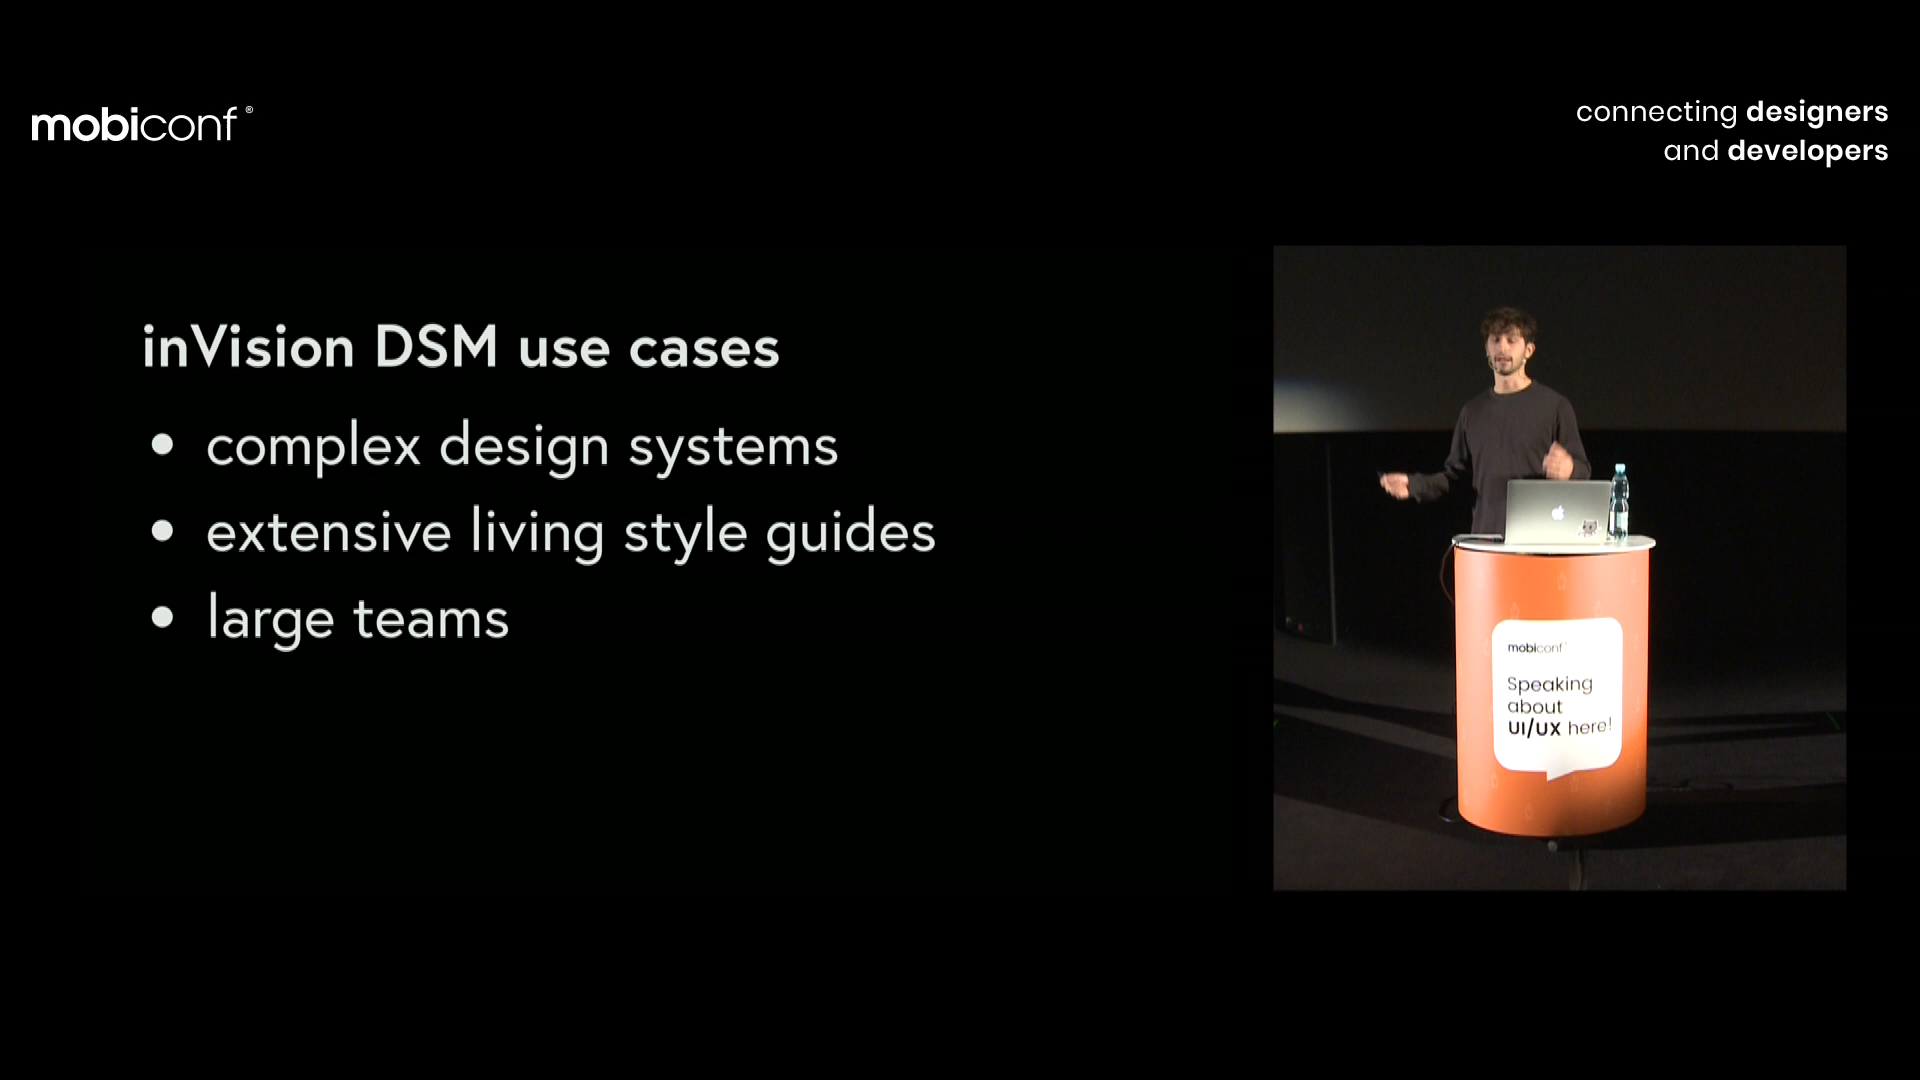 mobiconf®
connecting designers
and developers
inVision DSM use cases
• complex design systems
• extensive living style guides
• large teams
mobiconf
Speaking
about
UI/UX here!